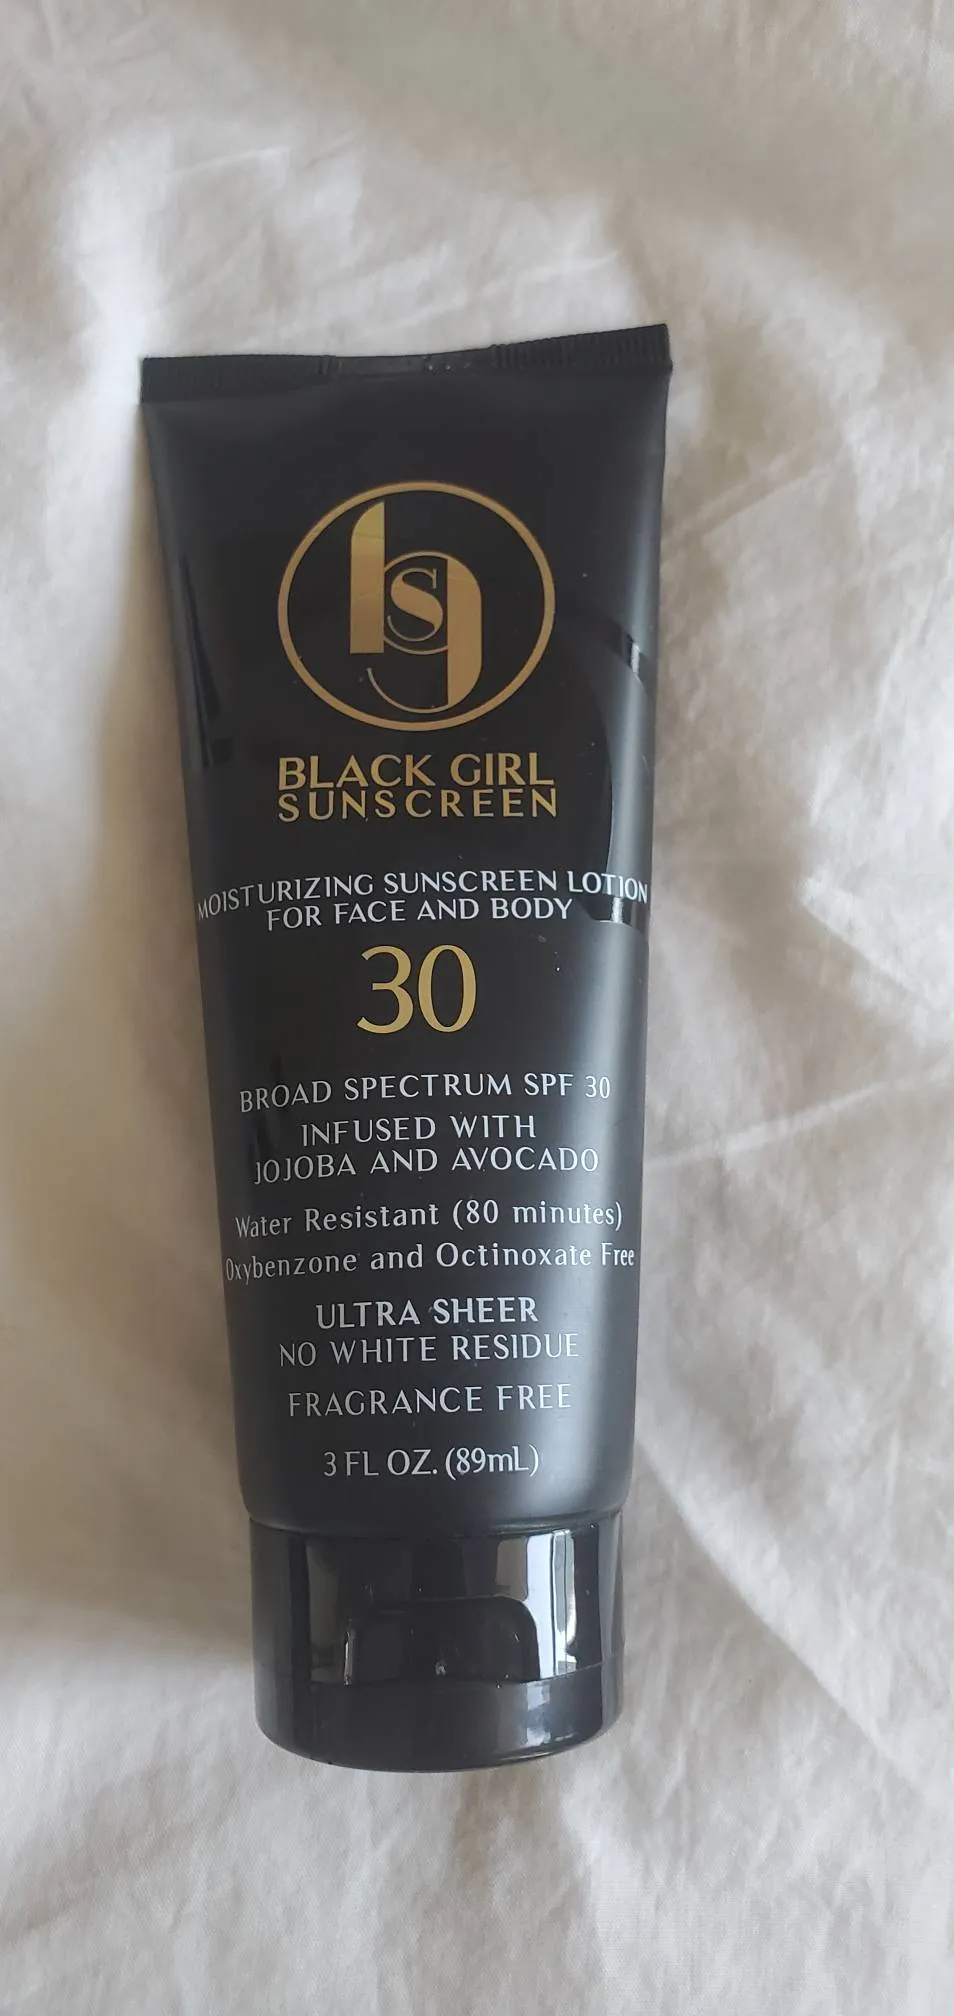 bsg
BLACK GIRL
SUNSCREEN
MOISTURIZING SUNSCREEN LOTION
FOR FACE AND BODY
30
BROAD SPECTRUM SPF 30
INFUSED WITH
JOJOBA AND AVOCADO
Water Resistant (80 minutes)
Oxybenzone and Octinoxate Free
ULTRA SHEER
NO WHITE RESIDUE
FRAGRANCE FREE
3 FL OZ. (89mL)